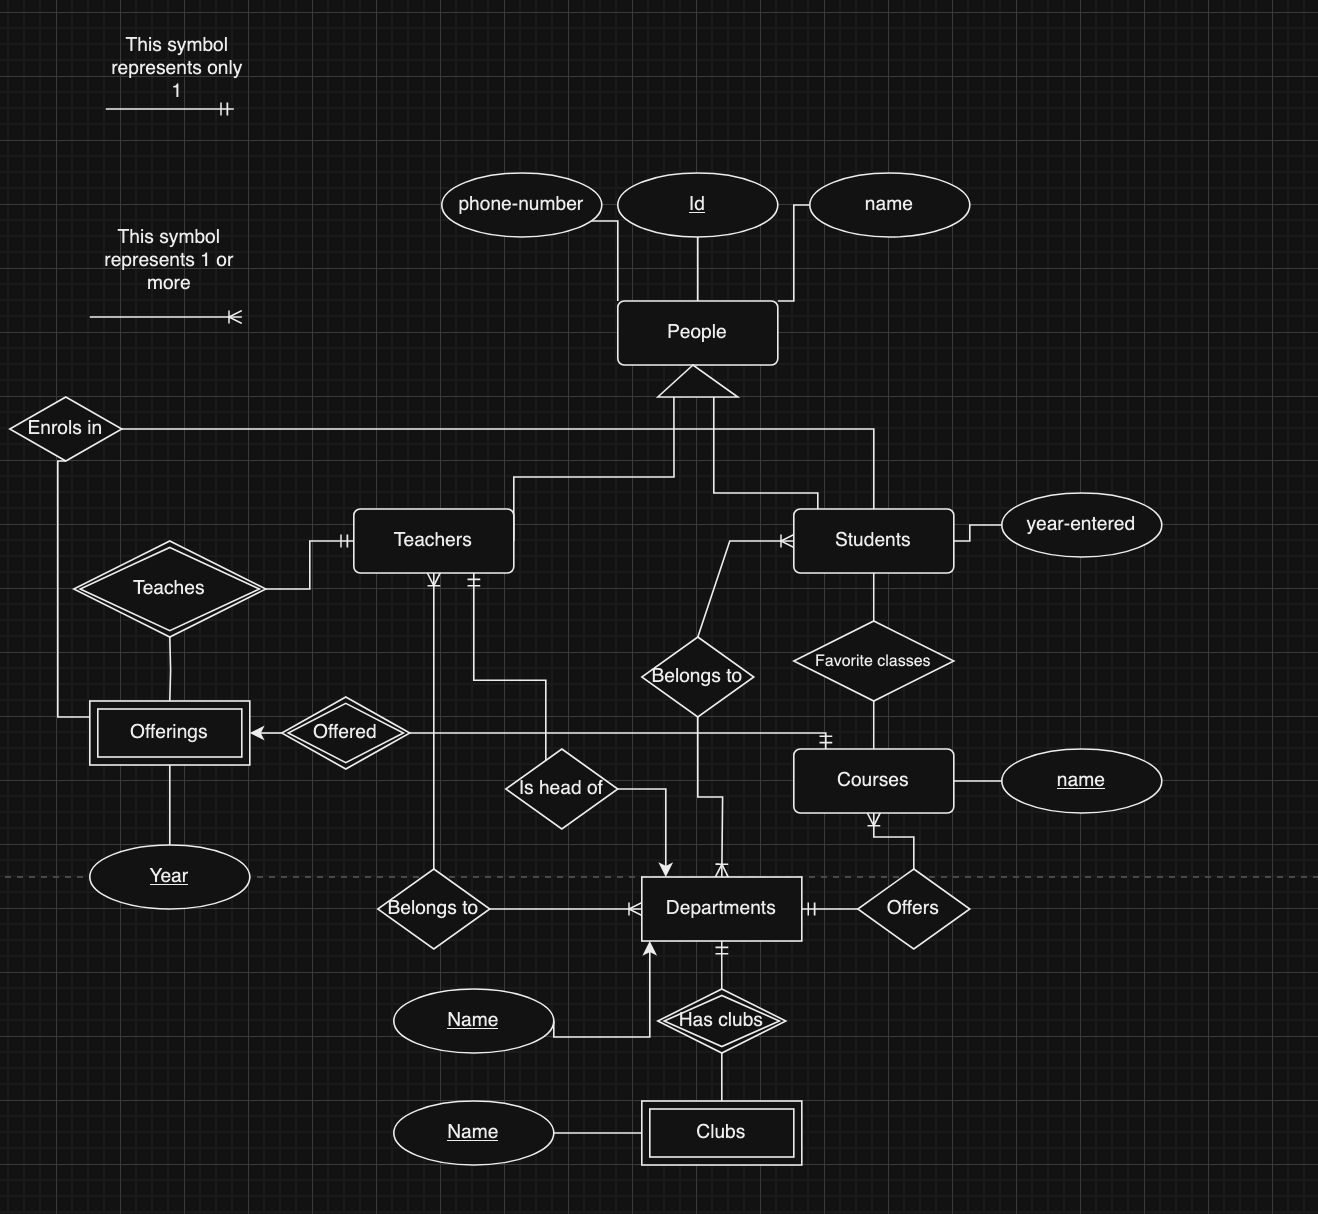 This symbol
represents only
1
phone-number
Id
name
This symbol
represents 1 or
more
People
Enrols in
Teachers
Students
year-entered
Teaches
Favorite classes
Belongs to
Offerings
Offered
Courses
name
Is head of
Year
Belongs to
Departments
Offers
Name
Has clubs
Name
Clubs